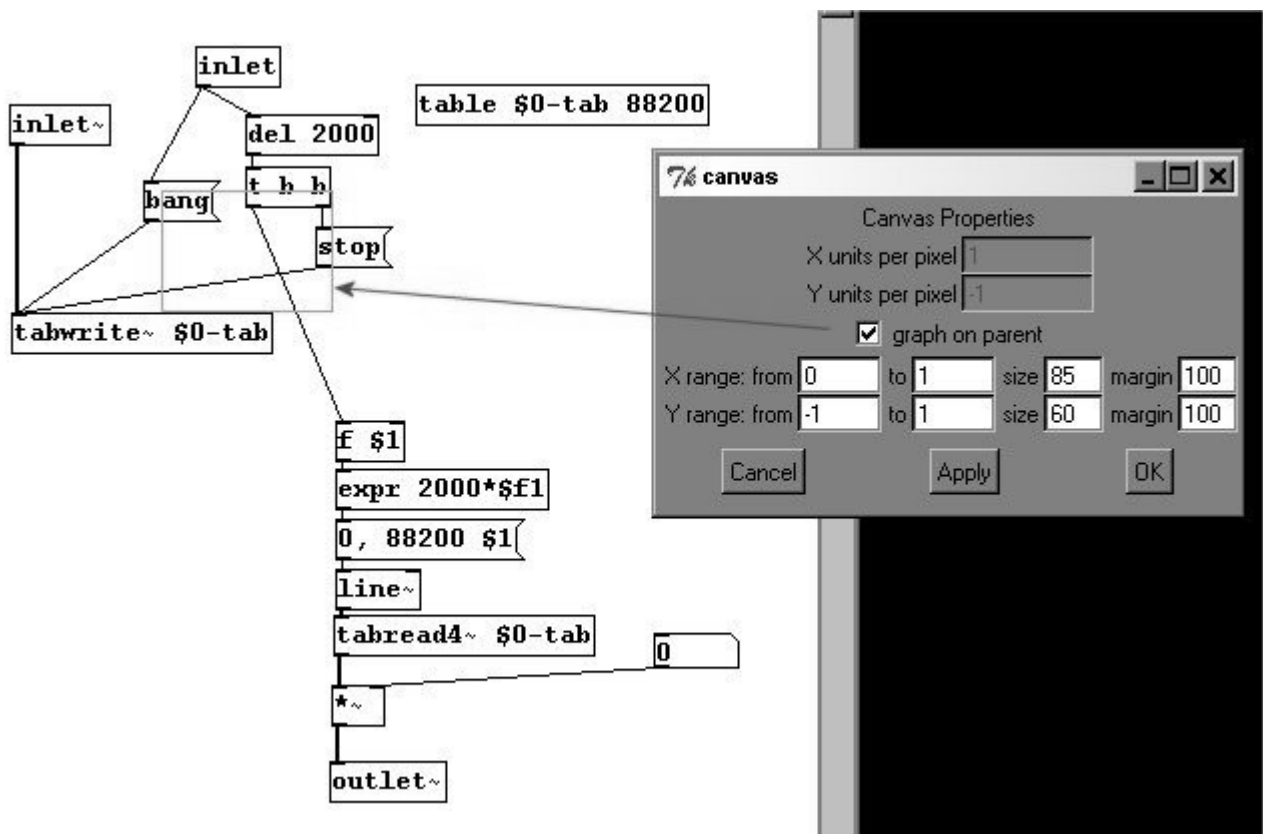 inlet
inlet~
table $0-tab 88200
del 2000
t b b
bang
stop
tabwrite~ $0-tab
f $1
expr 2000*$f1
0, 88200 $1
line~
tabread4~ $0-tab
0
*~
outlet~
7k canvas
Canvas Properties
X units per pixel 1
Y units per pixel -1
graph on parent
X range: from 0 to 1 size 85 margin 100
Y range: from -1 to 1 size 60 margin 100
Cancel Apply OK